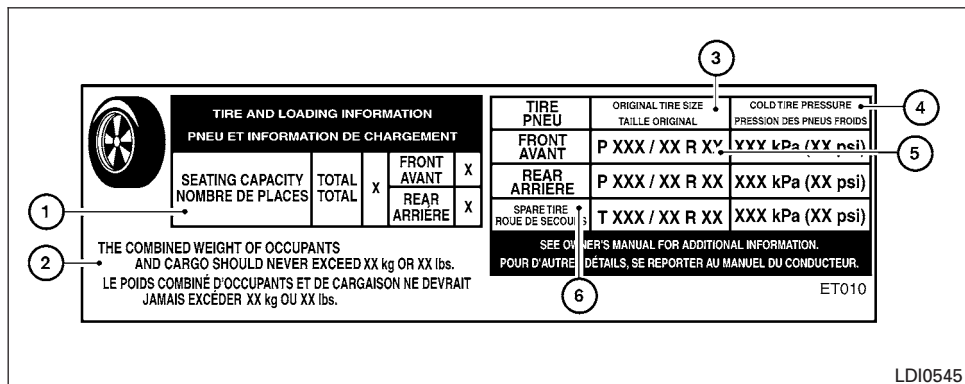 TIRE AND LOADING INFORMATION
PNEU ET INFORMATION DE CHARGEMENT
SEATING CAPACITY
NOMBRE DE PLACES
TOTAL
TOTAL
X
FRONT
AVANT
X
REAR
ARRIÈRE
X
1
THE COMBINED WEIGHT OF OCCUPANTS
AND CARGO SHOULD NEVER EXCEED XX kg OR XX lbs.
2
LE POIDS COMBINÉ D'OCCUPANTS ET DE CARGAISON NE DEVRAIT
JAMAIS EXCÉDER XX kg OU XX lbs.
3
TIRE
PNEU
ORIGINAL TIRE SIZE
TAILLE ORIGINAL
COLD TIRE PRESSURE
PRESSION DES PNEUS FROIDS
4
FRONT
AVANT
P XXX / XX R XX
XXX kPa (XX psi)
5
REAR
ARRIÈRE
P XXX / XX R XX
XXX kPa (XX psi)
SPARE TIRE
ROUE DE SECOURS
T XXX / XX R XX
XXX kPa (XX psi)
SEE OWNER'S MANUAL FOR ADDITIONAL INFORMATION.
POUR D'AUTRES DÉTAILS, SE REPORTER AU MANUEL DU CONDUCTEUR.
6
ET010
LDI0545